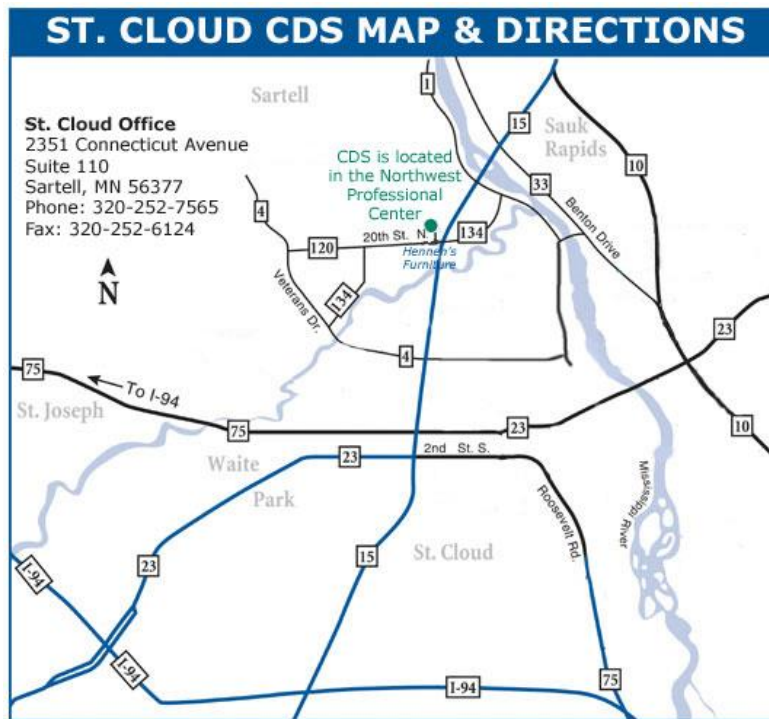 ST. CLOUD CDS MAP & DIRECTIONS
St. Cloud Office
2351 Connecticut Avenue
Suite 110
Sartell, MN 56377
Phone: 320-252-7565
Fax: 320-252-6124
N
Sartell
1
15
Sauk
Rapids
10
CDS is located
in the Northwest
Professional
Center
33
Benton Drive
4
120
20th St. N.
134
Hennen's
Furniture
Veterans Dr.
134
4
23
75
To I-94
St. Joseph
75
23
10
Waite
Park
23
2nd St. S.
Roosevelt Rd.
Mississippi
River
23
15
St. Cloud
I-94
I-94
I-94
75